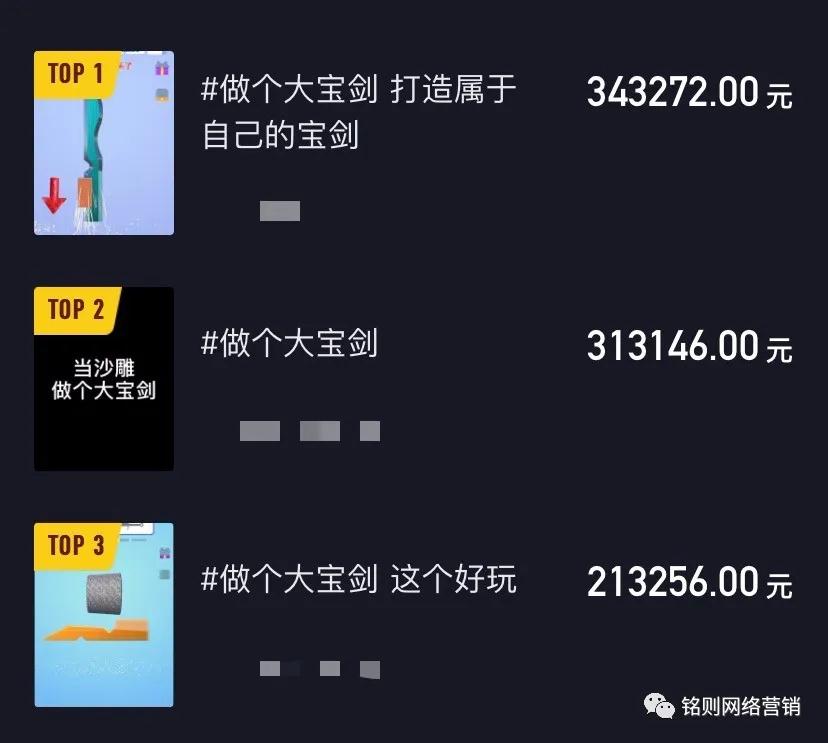 TOP 1
#做个大宝剑 打造属于
自己的宝剑
343272.00 元
TOP 2
当沙雕
做个大宝剑
#做个大宝剑
313146.00 元
TOP 3
#做个大宝剑 这个好玩
213256.00 元
铭则网络营销